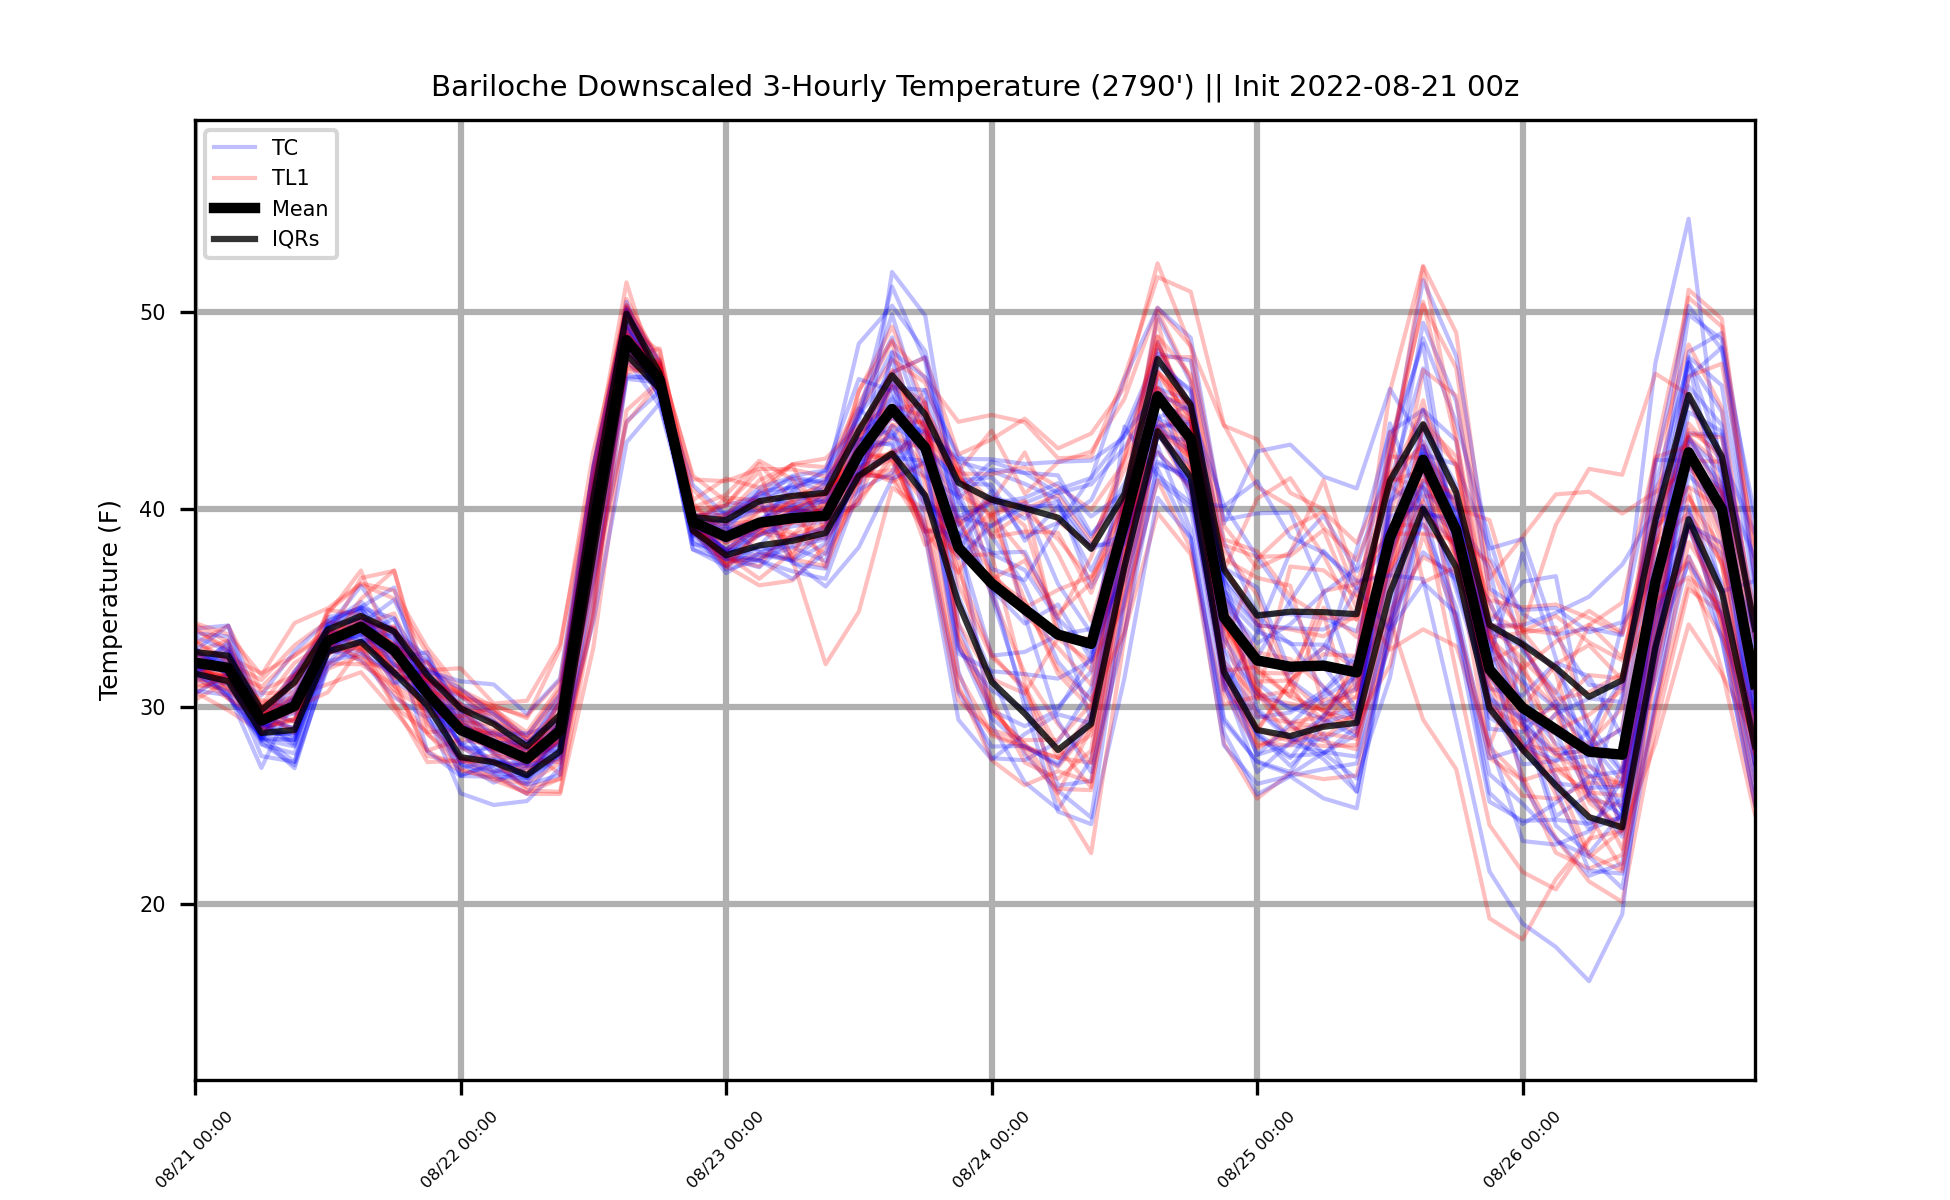 Bariloche Downscaled 3-Hourly Temperature (2790') || Init 2022-08-21 00z
TC
TL1
Mean
IQRs
Temperature (F)
50
40
30
20
08/21 00:00
08/22 00:00
08/23 00:00
08/24 00:00
08/25 00:00
08/26 00:00